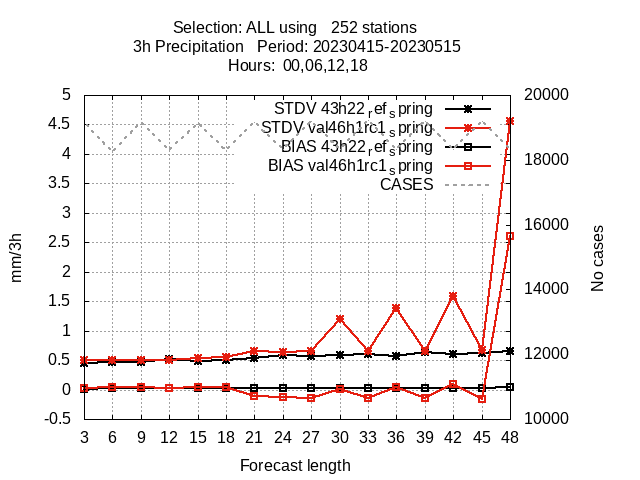 Selection: ALL using 252 stations
3h Precipitation Period: 20230415-20230515
Hours: 00,06,12,18
5
4.5
4
3.5
3
2.5
2
1.5
1
0.5
0
-0.5
mm/3h
STDV 43h22_ref_spring
STDV val46h1rc1_spring
BIAS 43h22_ref_spring
BIAS val46h1rc1_spring
CASES
20000
18000
16000
14000
12000
10000
No cases
3 6 9 12 15 18 21 24 27 30 33 36 39 42 45 48
Forecast length